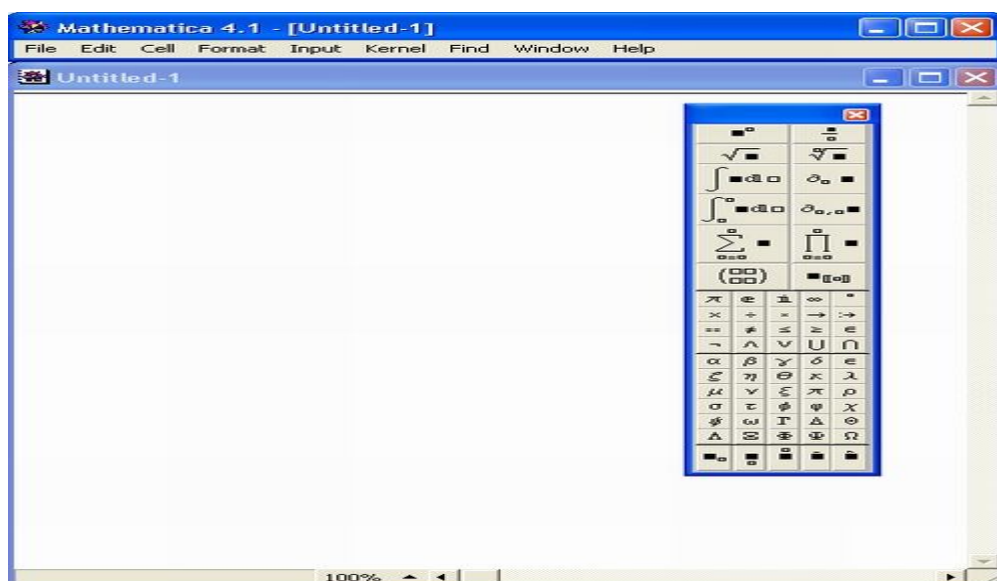 Mathematica 4.1 - [Untitled-1]
File Edit Cell Format Input Kernel Find Window Help
Untitled-1
■□ ■/□
√■ □√■
∫■ⅆ□ ∂□ ■
∫□□■ⅆ□ ∂□,□■
∑□□=□ ■ ∏□□=□ ■
(□□□□) ■〚□〛
π ⅇ ⅈ ∞ °
× ÷ × → :→
== ≠ ≤ ≥ ∈
¬ ∧ ∨ ∪ ∩
α β γ δ ϵ
ζ η θ κ λ
μ ν ξ π ρ
σ τ ϕ φ χ
ω Γ Δ Θ
Λ Ξ Φ Ψ Ω
100%